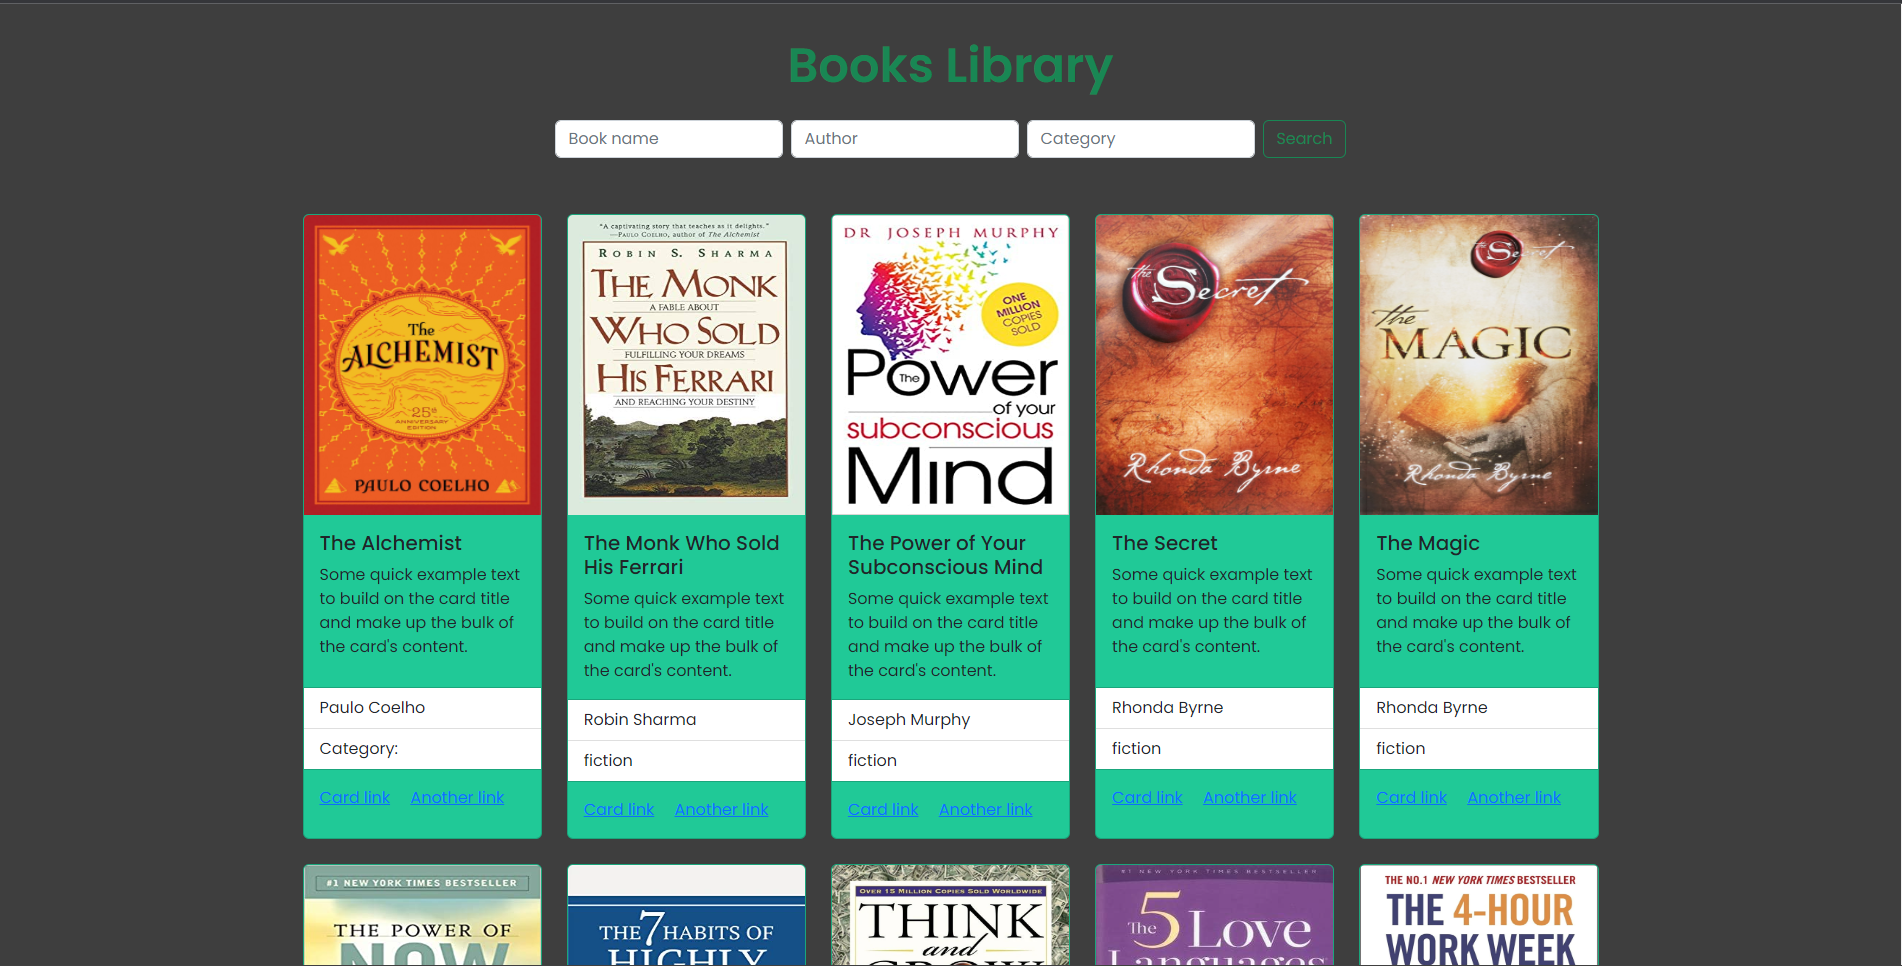 Books Library
Book name
Author
Category
Search
The
ALCHEMIST
25th
ANNIVERSARY
EDITION
PAULO COELHO
"A captivating story that teaches as it delights."
—PAULO COELHO, author of The Alchemist
ROBIN S. SHARMA
THE MONK
A FABLE ABOUT
WHO SOLD
FULFILLING YOUR DREAMS
HIS FERRARI
AND REACHING YOUR DESTINY
DR JOSEPH MURPHY
ONE
MILLION
COPIES
SOLD
The Power
of your
subconscious
Mind
The Secret
Rhonda Byrne
The Secret
the
MAGIC
Rhonda Byrne
The Alchemist
Some quick example text
to build on the card title
and make up the bulk of
the card's content.
Paulo Coelho
Category:
Card link
Another link
The Monk Who Sold
His Ferrari
Some quick example text
to build on the card title
and make up the bulk of
the card's content.
Robin Sharma
fiction
Card link
Another link
The Power of Your
Subconscious Mind
Some quick example text
to build on the card title
and make up the bulk of
the card's content.
Joseph Murphy
fiction
Card link
Another link
The Secret
Some quick example text
to build on the card title
and make up the bulk of
the card's content.
Rhonda Byrne
fiction
Card link
Another link
The Magic
Some quick example text
to build on the card title
and make up the bulk of
the card's content.
Rhonda Byrne
fiction
Card link
Another link
#1 NEW YORK TIMES BESTSELLER
THE POWER OF
NOW
THE 7 HABITS OF
HIGHLY
OVER 15 MILLION COPIES SOLD WORLDWIDE
THINK
and
GROW
#1 NEW YORK TIMES BESTSELLER
The 5 Love
Languages
THE NO.1 NEW YORK TIMES BESTSELLER
THE 4-HOUR
WORK WEEK